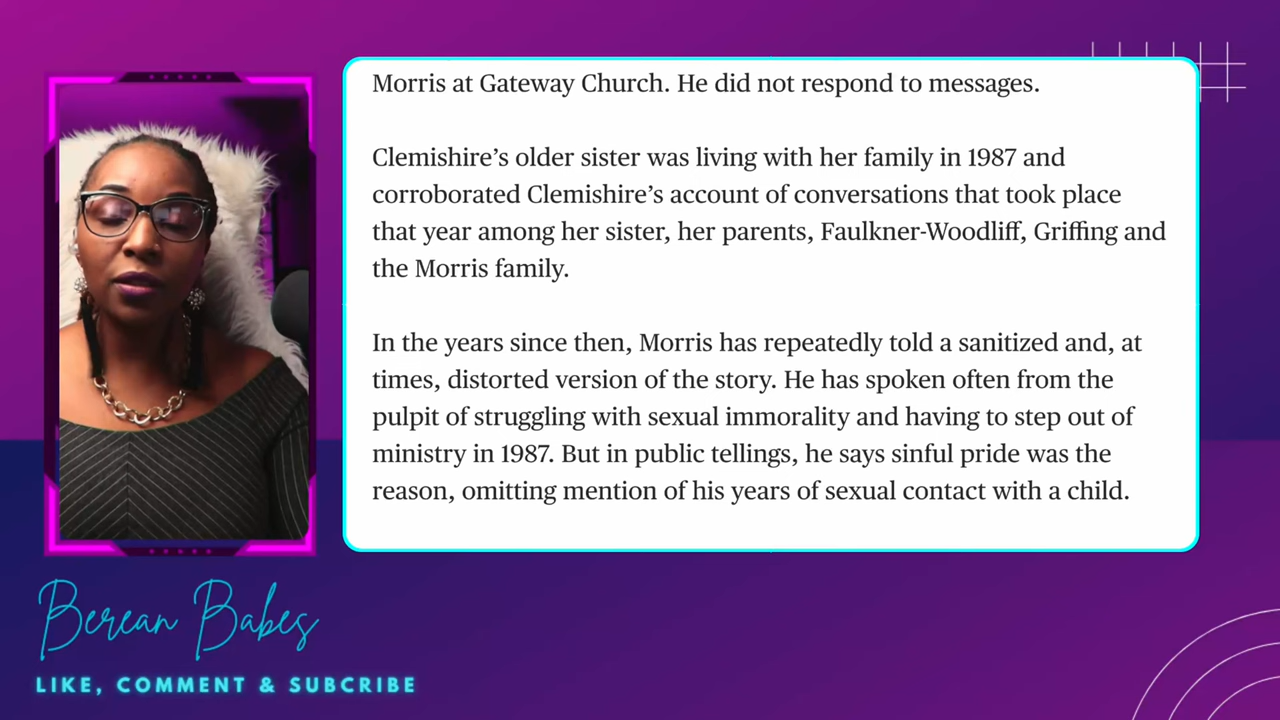 Morris at Gateway Church. He did not respond to messages.
Clemishire’s older sister was living with her family in 1987 and
corroborated Clemishire’s account of conversations that took place
that year among her sister, her parents, Faulkner-Woodliff, Griffing and
the Morris family.
In the years since then, Morris has repeatedly told a sanitized and, at
times, distorted version of the story. He has spoken often from the
pulpit of struggling with sexual immorality and having to step out of
ministry in 1987. But in public tellings, he says sinful pride was the
reason, omitting mention of his years of sexual contact with a child.
Berean Babes
LIKE, COMMENT & SUBCRIBE